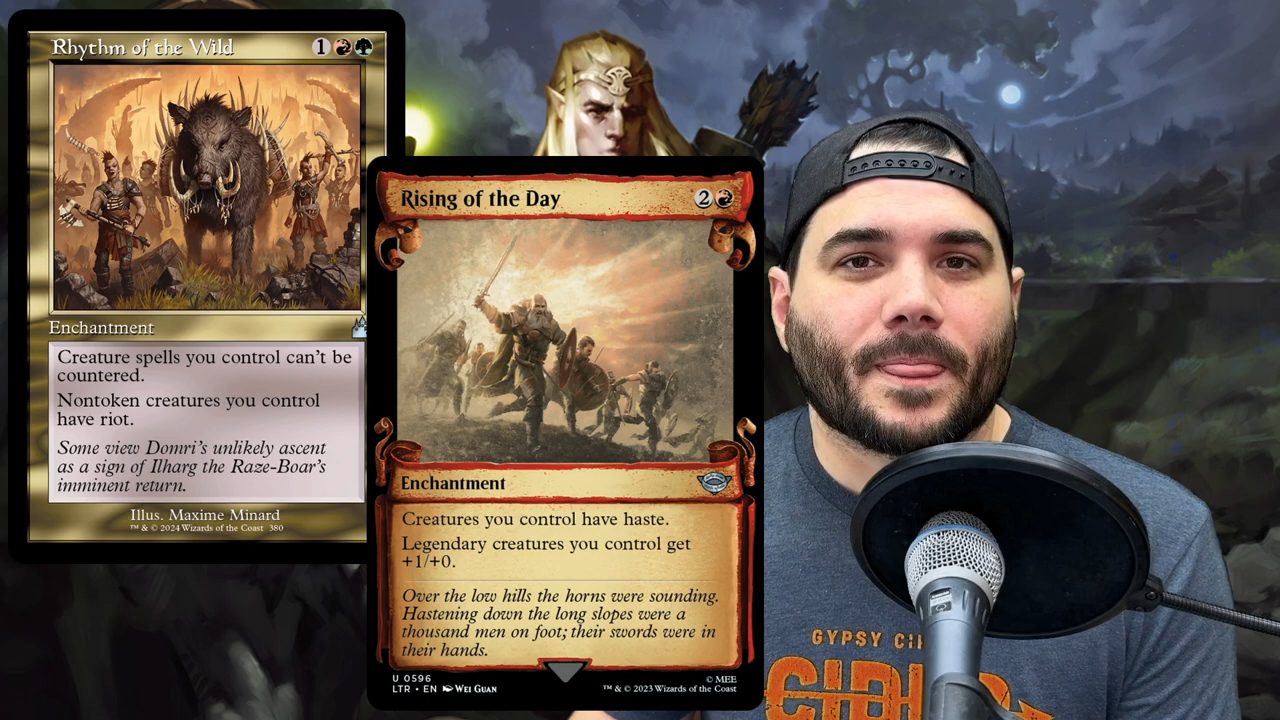 Rhythm of the Wild 1
Enchantment
Creature spells you control can't be
countered.
Nontoken creatures you control
have riot.
Some view Domri's unlikely ascent
as a sign of Ilharg the Raze-Boar's
imminent return.
Illus. Maxime Minard
™ & © 2024 Wizards of the Coast 380
Rising of the Day 2
Enchantment
Creatures you control have haste.
Legendary creatures you control get
+1/+0.
Over the low hills the horns were sounding.
Hastening down the long slopes were a
thousand men on foot; their swords were in
their hands.
U 0596
LTR • EN Wei Guan
© MEE
™ & © 2023 Wizards of the Coast
GYPSY